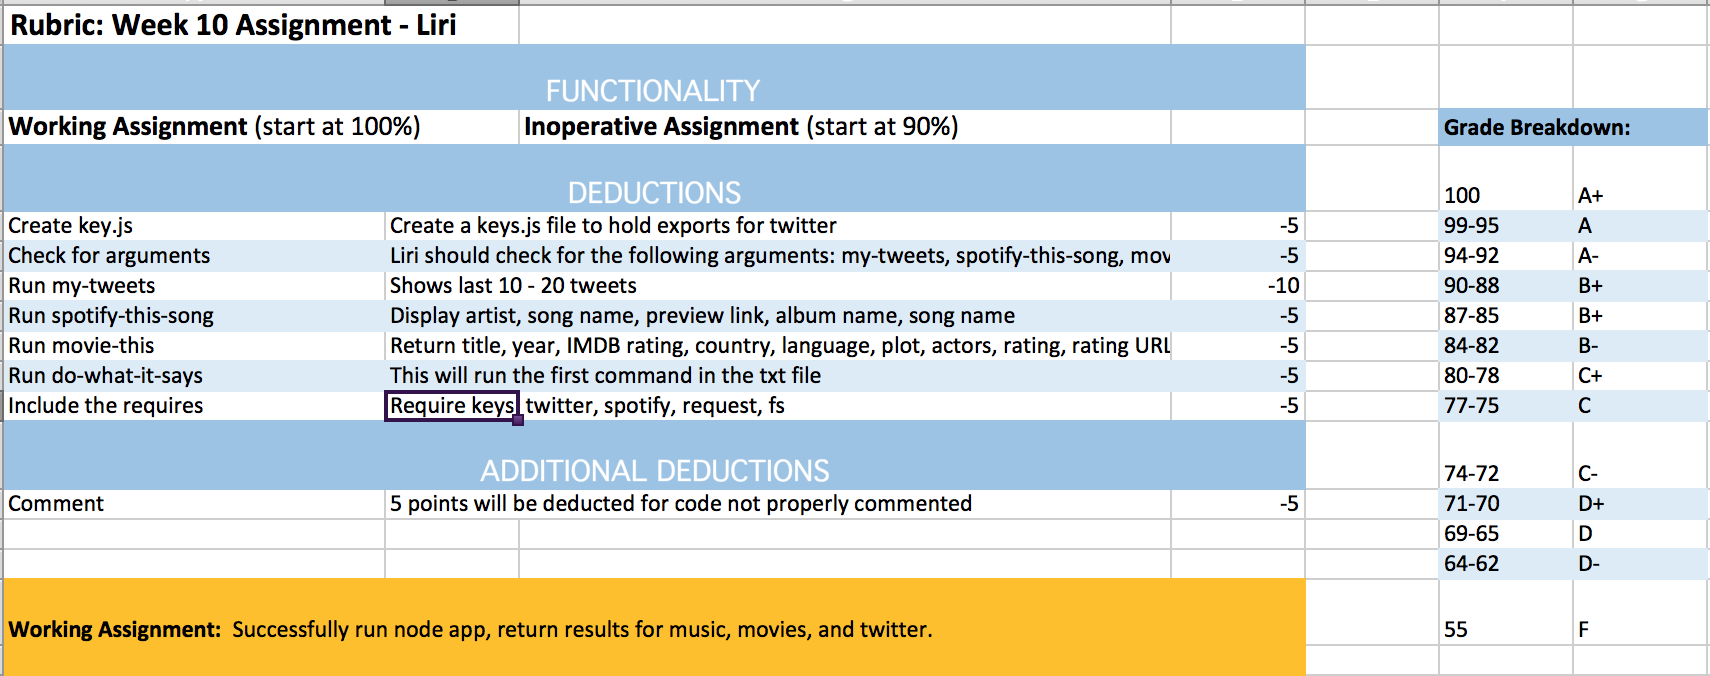 Rubric: Week 10 Assignment - Liri
FUNCTIONALITY
Working Assignment (start at 100%) Inoperative Assignment (start at 90%)
Grade Breakdown:
DEDUCTIONS
100 A+
Create key.js Create a keys.js file to hold exports for twitter -5
99-95 A
Check for arguments Liri should check for the following arguments: my-tweets, spotify-this-song, mov -5
94-92 A-
Run my-tweets Shows last 10 - 20 tweets -10
90-88 B+
Run spotify-this-song Display artist, song name, preview link, album name, song name -5
87-85 B+
Run movie-this Return title, year, IMDB rating, country, language, plot, actors, rating, rating URL -5
84-82 B-
Run do-what-it-says This will run the first command in the txt file -5
80-78 C+
Include the requires Require keys, twitter, spotify, request, fs -5
77-75 C
ADDITIONAL DEDUCTIONS
74-72 C-
Comment 5 points will be deducted for code not properly commented -5
71-70 D+
69-65 D
64-62 D-
Working Assignment: Successfully run node app, return results for music, movies, and twitter.
55 F